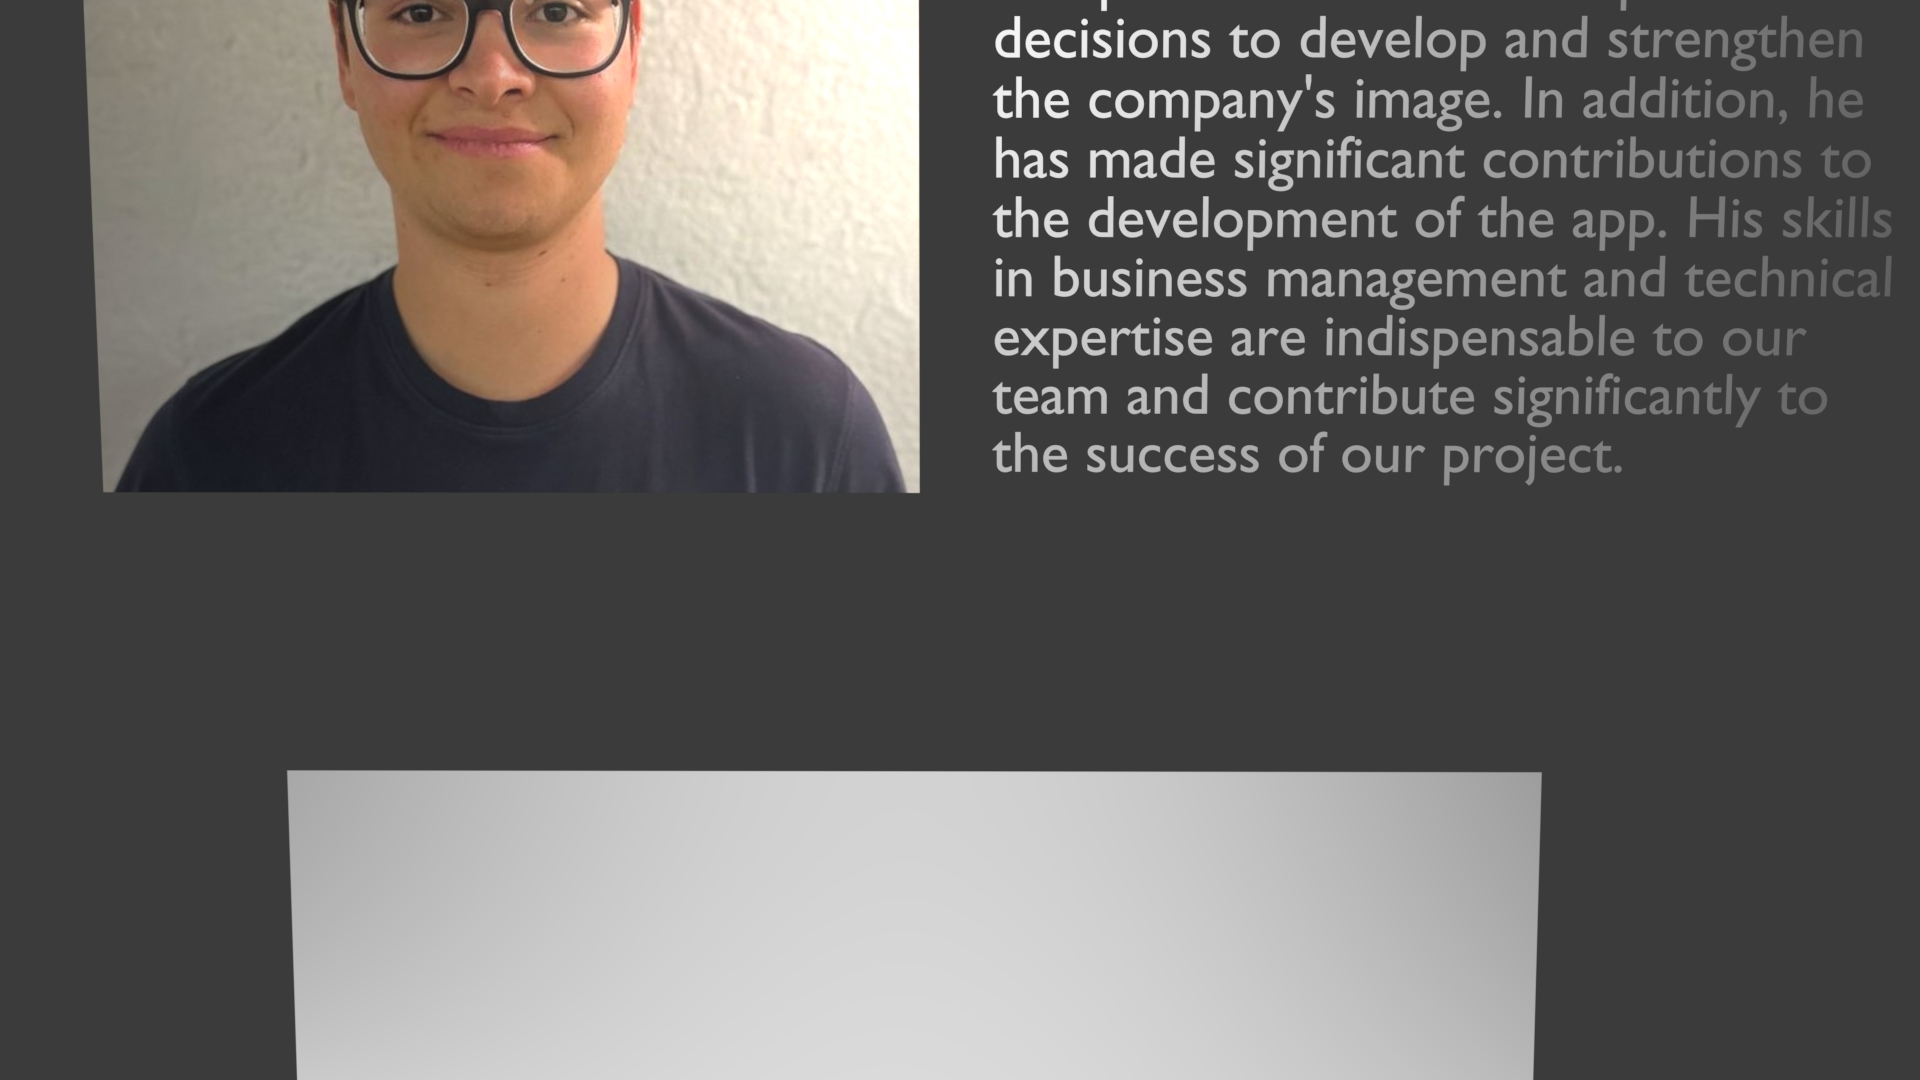 decisions to develop and strengthen
the company's image. In addition, he
has made significant contributions to
the development of the app. His skills
in business management and technical
expertise are indispensable to our
team and contribute significantly to
the success of our project.